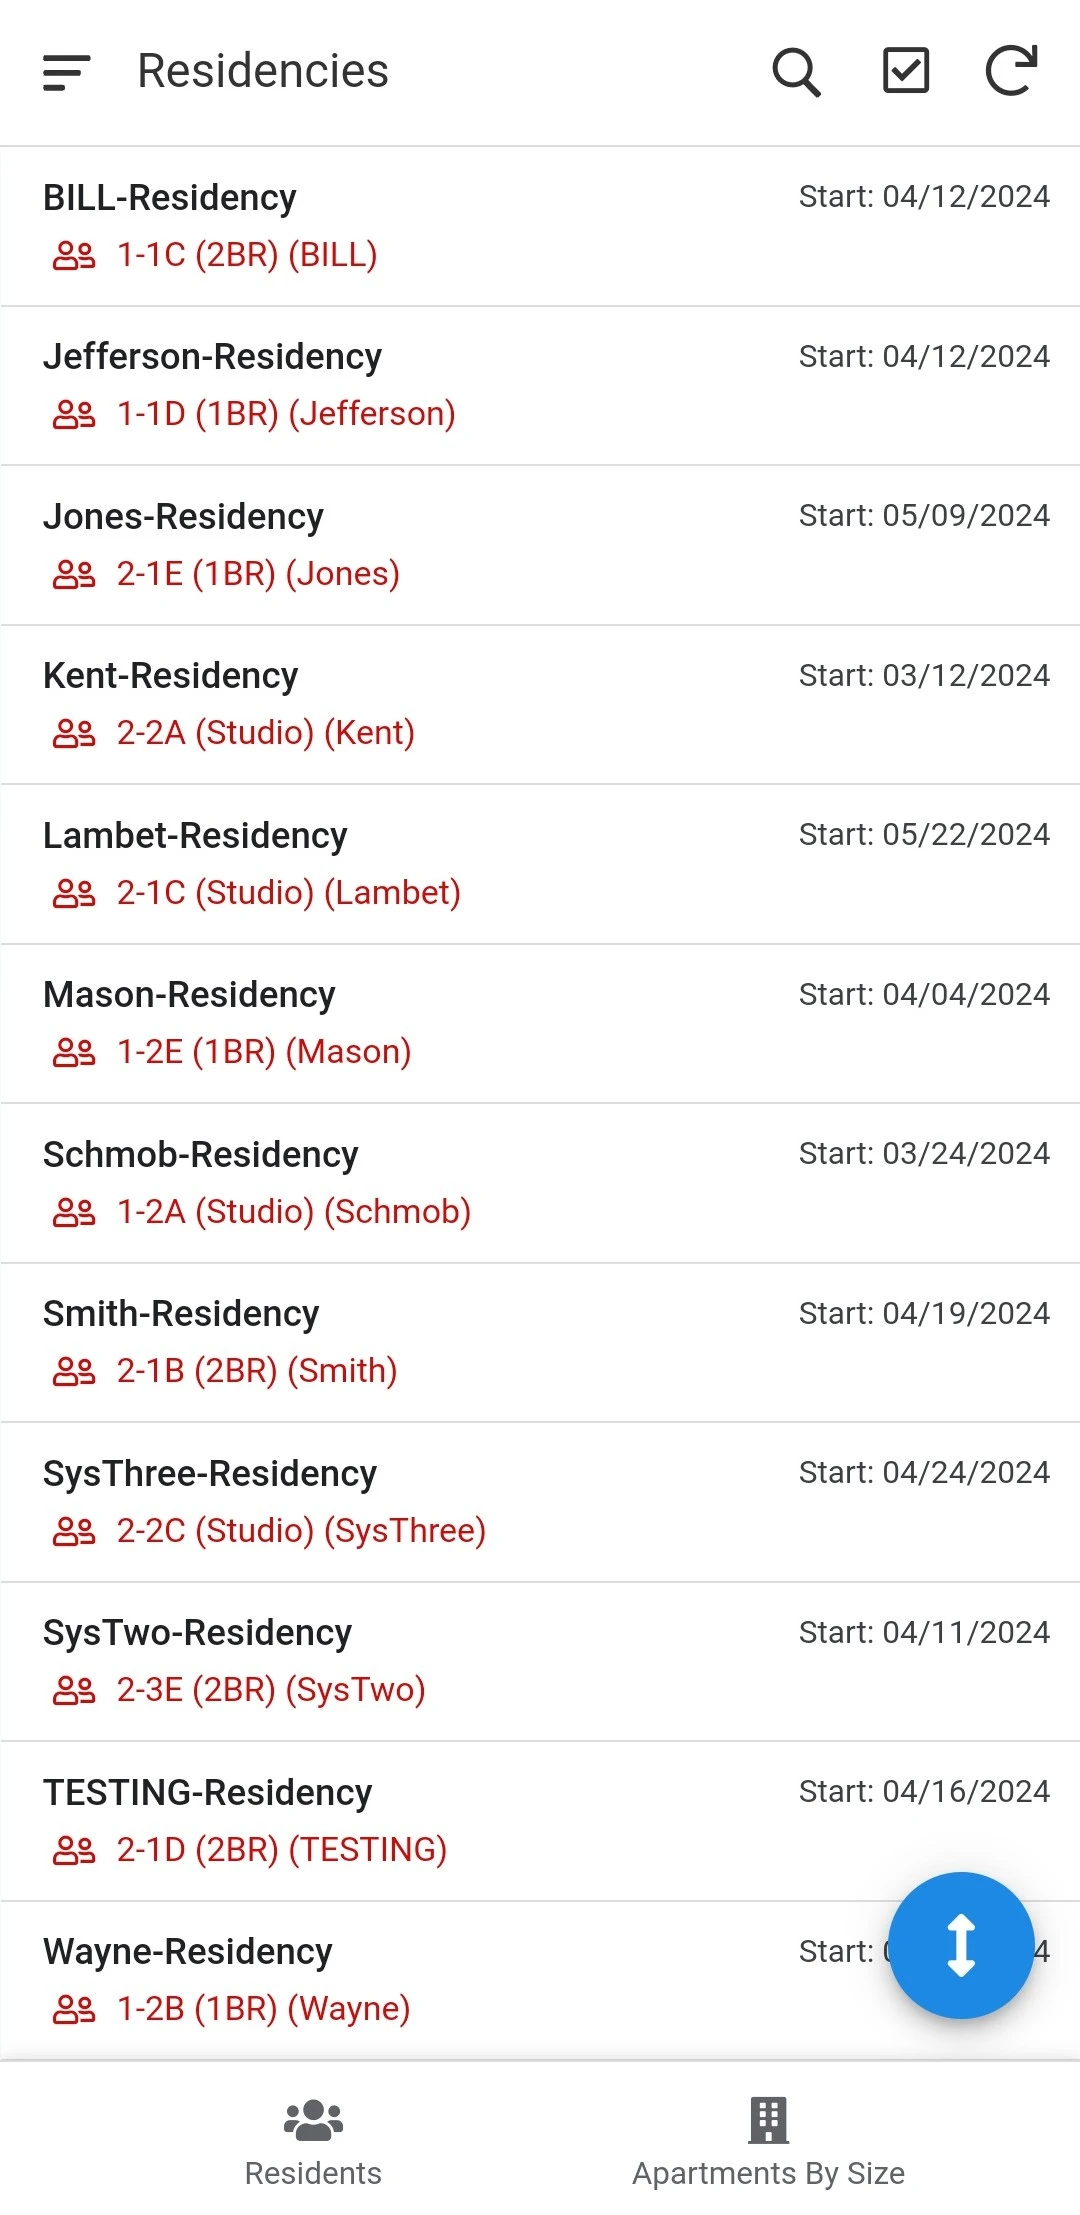 Residencies
BILL-Residency
Start: 04/12/2024
1-1C (2BR) (BILL)
Jefferson-Residency
Start: 04/12/2024
1-1D (1BR) (Jefferson)
Jones-Residency
Start: 05/09/2024
2-1E (1BR) (Jones)
Kent-Residency
Start: 03/12/2024
2-2A (Studio) (Kent)
Lambet-Residency
Start: 05/22/2024
2-1C (Studio) (Lambet)
Mason-Residency
Start: 04/04/2024
1-2E (1BR) (Mason)
Schmob-Residency
Start: 03/24/2024
1-2A (Studio) (Schmob)
Smith-Residency
Start: 04/19/2024
2-1B (2BR) (Smith)
SysThree-Residency
Start: 04/24/2024
2-2C (Studio) (SysThree)
SysTwo-Residency
Start: 04/11/2024
2-3E (2BR) (SysTwo)
TESTING-Residency
Start: 04/16/2024
2-1D (2BR) (TESTING)
Wayne-Residency
Start:
1-2B (1BR) (Wayne)
Residents
Apartments By Size